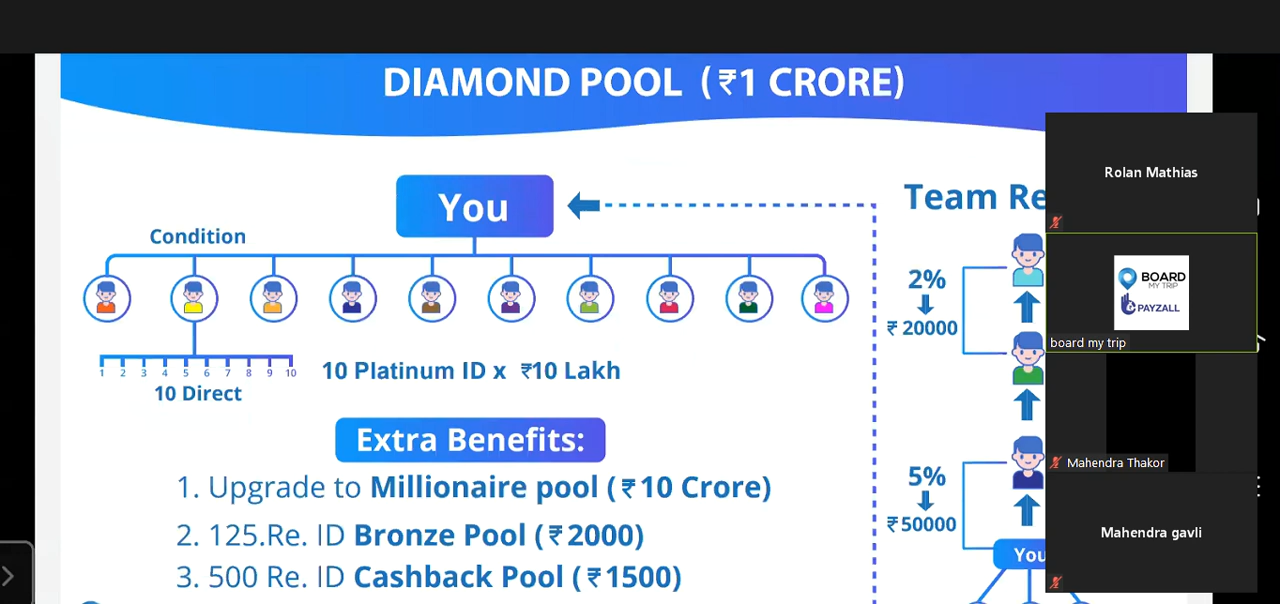 DIAMOND POOL (₹1 CRORE)
You
Condition
1 2 3 4 5 6 7 8 9 10
10 Direct
10 Platinum ID x ₹10 Lakh
Extra Benefits:
1. Upgrade to Millionaire pool (₹10 Crore)
2. 125.Re. ID Bronze Pool (₹2000)
3. 500 Re. ID Cashback Pool (₹1500)
Team Re
2%
₹ 20000
5%
₹ 50000
You
Rolan Mathias
BOARD
MY TRIP
PAYZALL
board my trip
Mahendra Thakor
Mahendra gavli